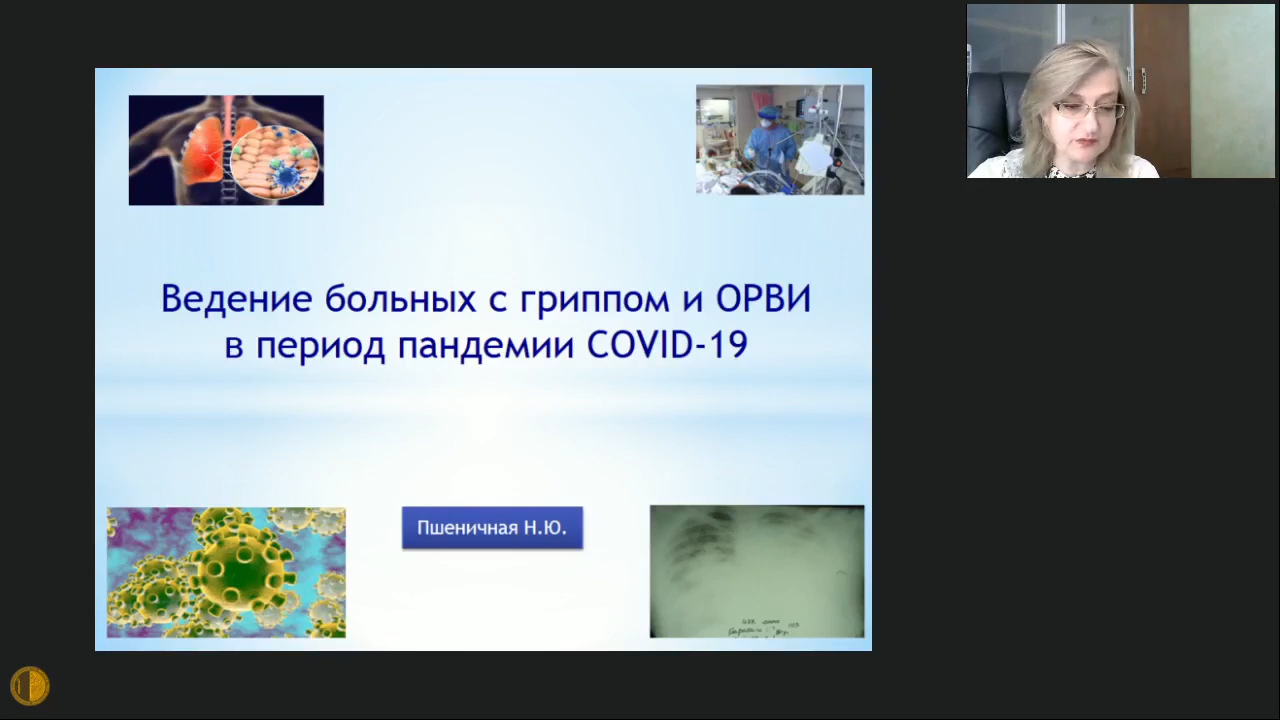 Ведение больных с гриппом и ОРВИ
в период пандемии COVID-19
Пшеничная Н.Ю.